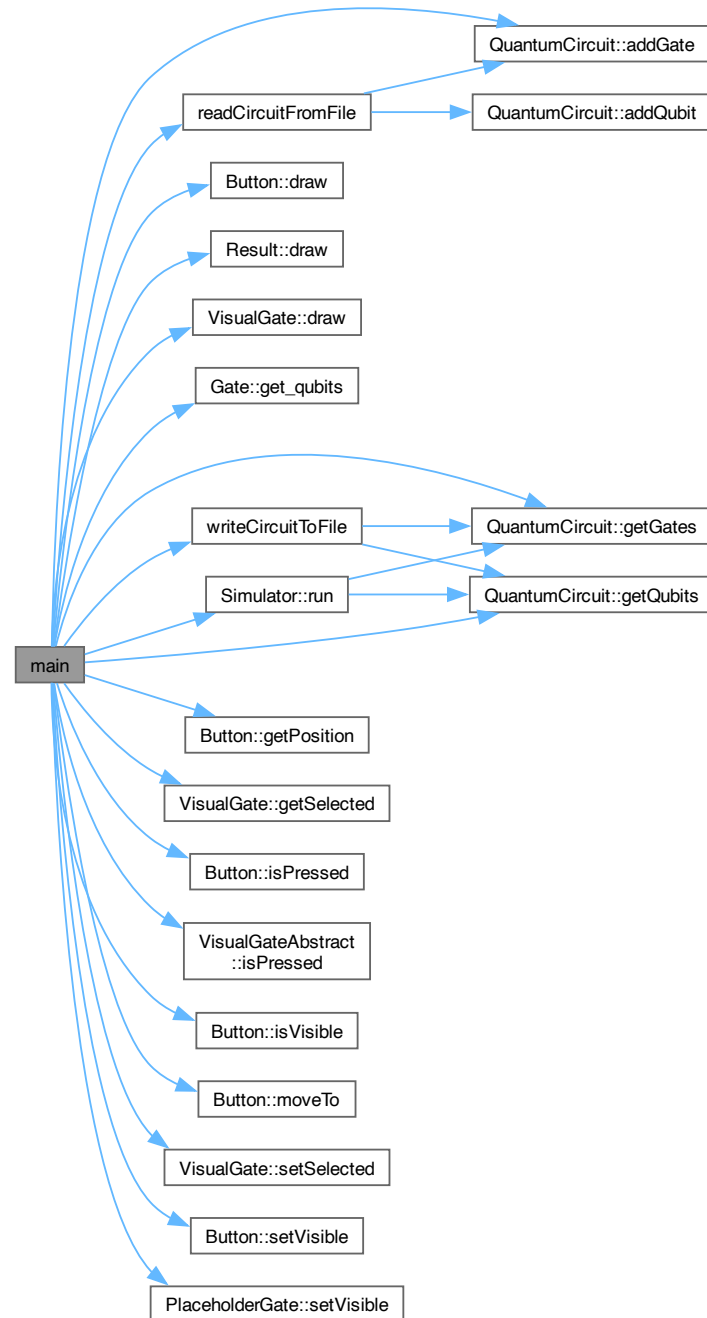 QuantumCircuit::addGate
readCircuitFromFile
QuantumCircuit::addQubit
Button::draw
Result::draw
VisualGate::draw
Gate::get_qubits
writeCircuitToFile
QuantumCircuit::getGates
Simulator::run
QuantumCircuit::getQubits
main
Button::getPosition
VisualGate::getSelected
Button::isPressed
VisualGateAbstract
::isPressed
Button::isVisible
Button::moveTo
VisualGate::setSelected
Button::setVisible
PlaceholderGate::setVisible